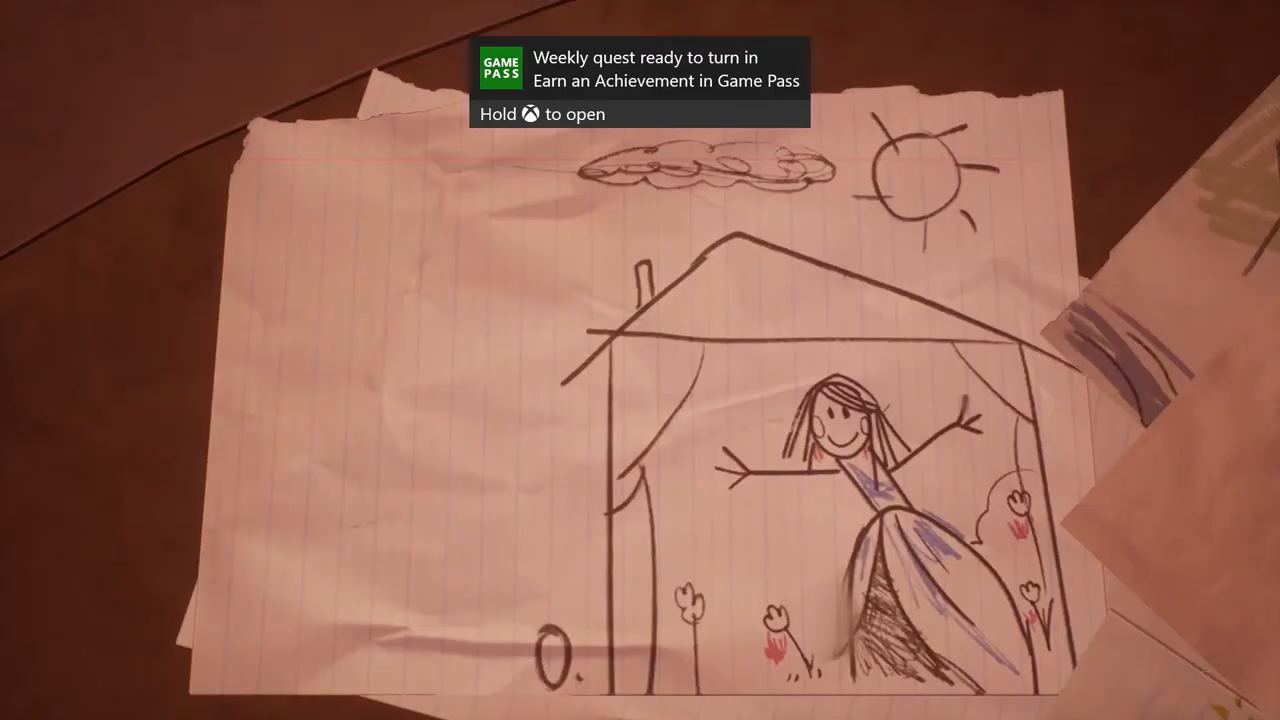 GAME
PASS
Weekly quest ready to turn in
Earn an Achievement in Game Pass
Hold to open
O.